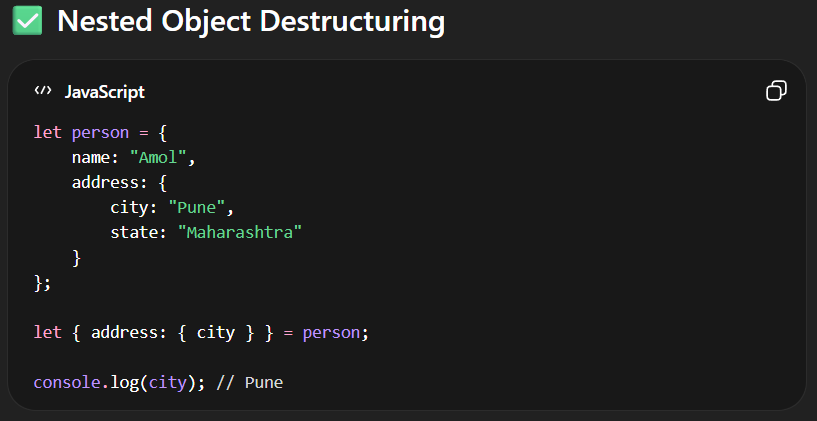 ✅ Nested Object Destructuring
</> JavaScript
let person = {
    name: "Amol",
    address: {
        city: "Pune",
        state: "Maharashtra"
    }
};
let { address: { city } } = person;
console.log(city); // Pune